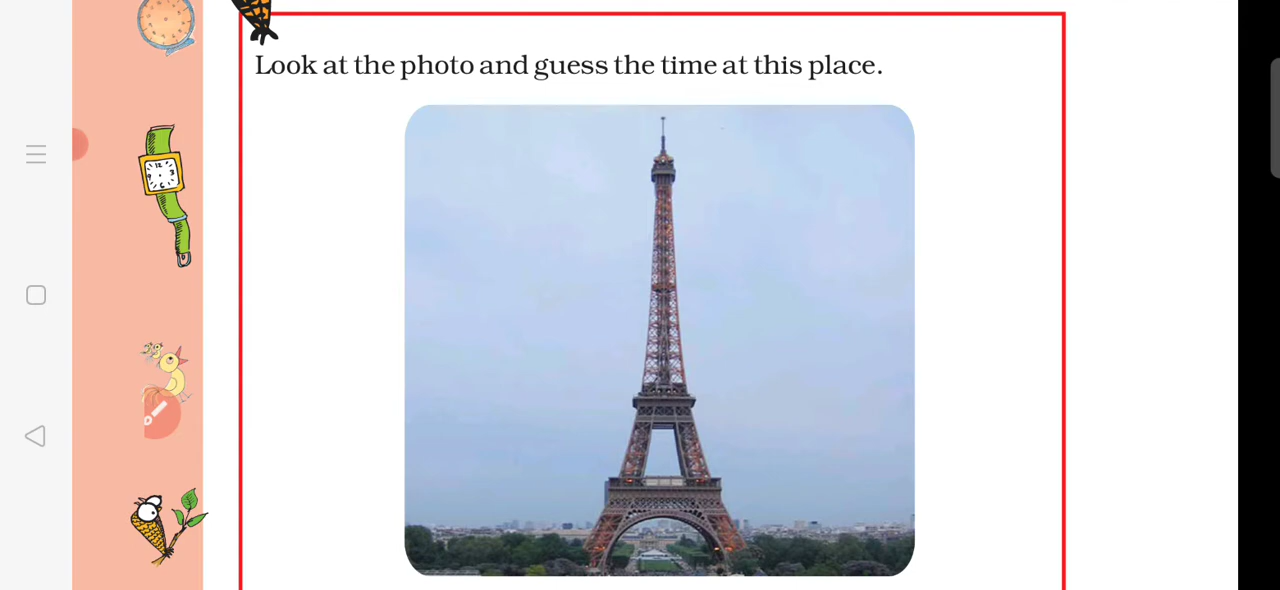 Look at the photo and guess the time at this place.